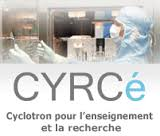 CYRCé
Cyclotron pour l'enseignement
et la recherche